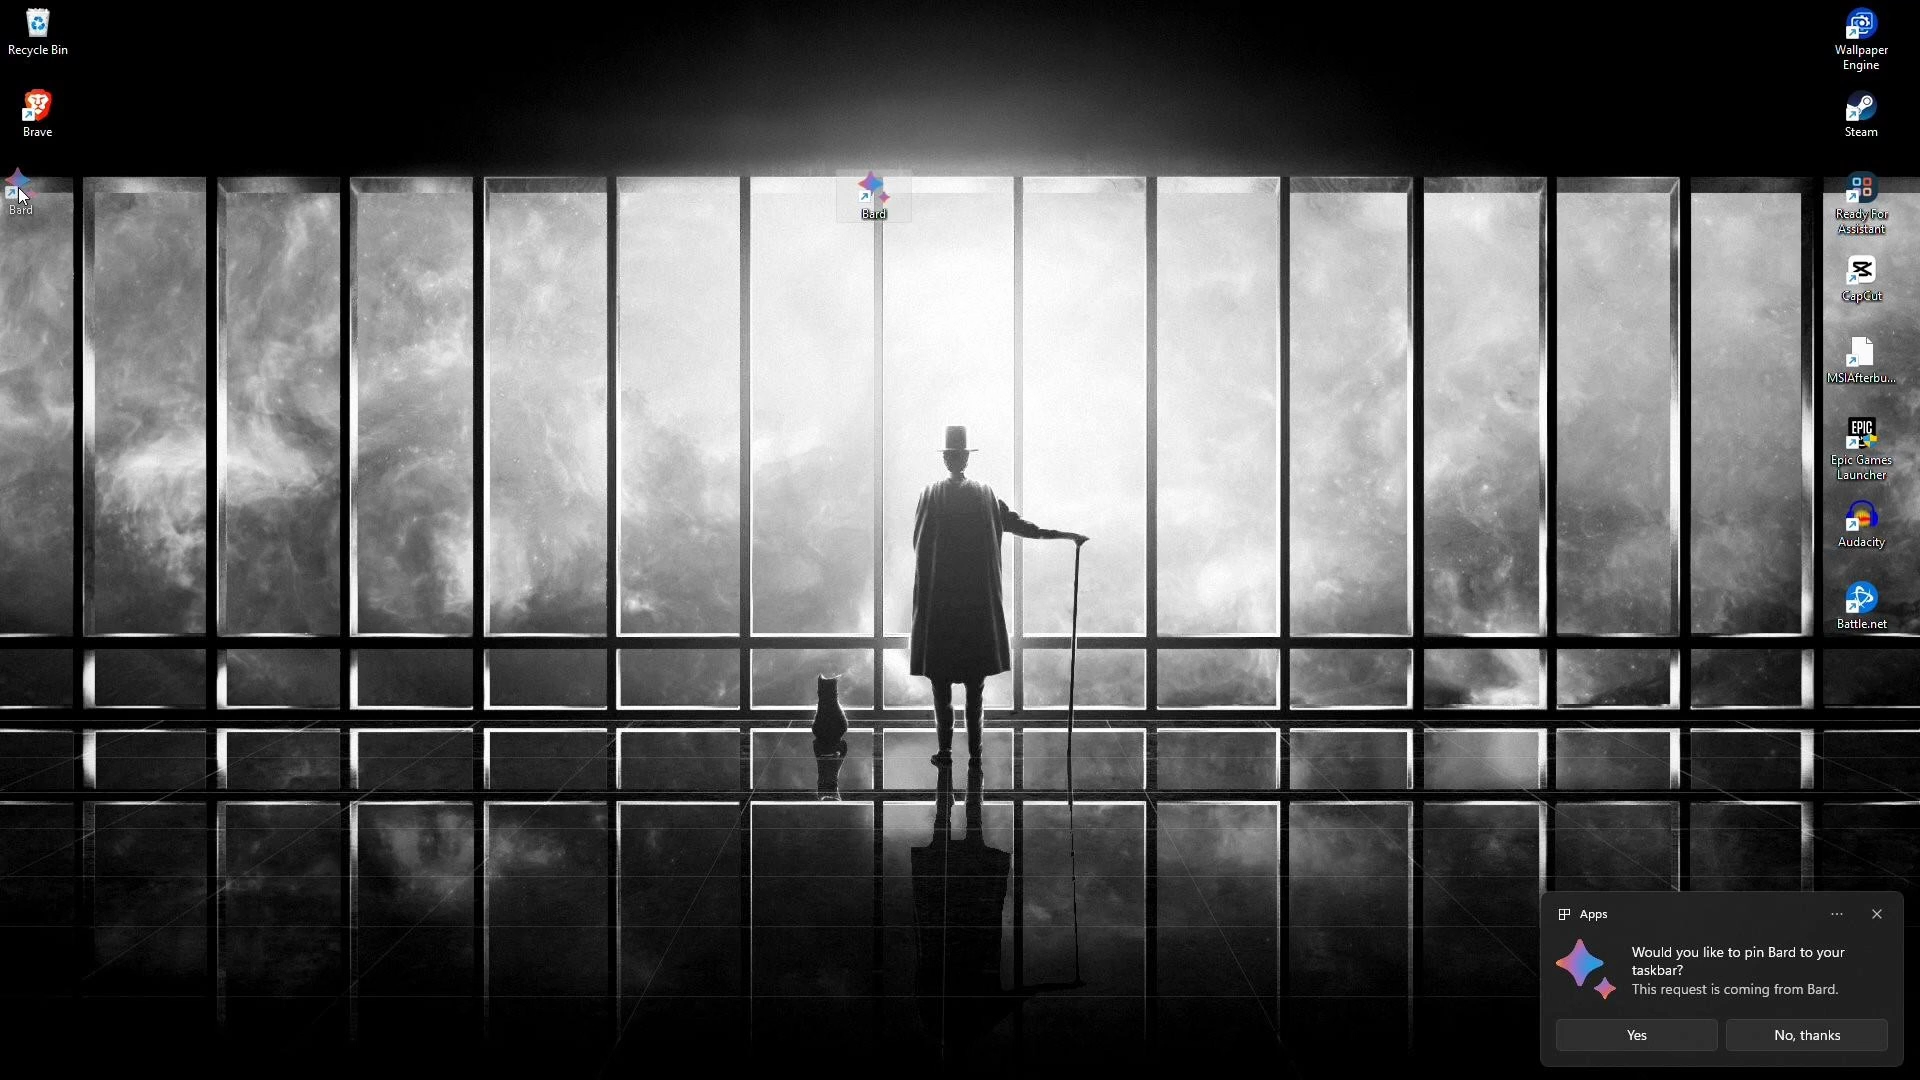 Recycle Bin
Brave
Bard
Bard
Wallpaper
Engine
Steam
Ready For
Assistant
CapCut
MSIAfterbu...
EPIC
Epic Games
Launcher
Audacity
Battle.net
Apps
Would you like to pin Bard to your
taskbar?
This request is coming from Bard.
Yes
No, thanks